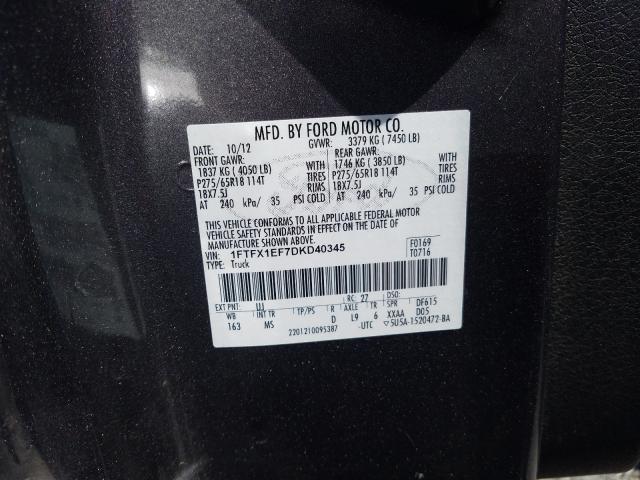 MFD. BY FORD MOTOR CO.
DATE: 10/12 GVWR: 3379 KG ( 7450 LB)
FRONT GAWR: REAR GAWR:
1837 KG ( 4050 LB) WITH 1746 KG ( 3850 LB) WITH
P275/65R18 114T TIRES P275/65R18 114T TIRES
18X7.5J RIMS 18X7.5J RIMS
AT 240 kPa/ 35 PSI COLD AT 240 kPa/ 35 PSI COLD
THIS VEHICLE CONFORMS TO ALL APPLICABLE FEDERAL MOTOR
VEHICLE SAFETY STANDARDS IN EFFECT ON THE DATE OF
MANUFACTURE SHOWN ABOVE.
VIN: 1FTFX1EF7DKD40345 F0169
TYPE: Truck T0716
EXT PNT: UJ RC: 27 DSO:
WB INT TR TP/PS R AXLE TR SPR DF615
163 MS D L9 6 XXAA D05
2201210095387 -UTC ▽5U5A-1520472-BA